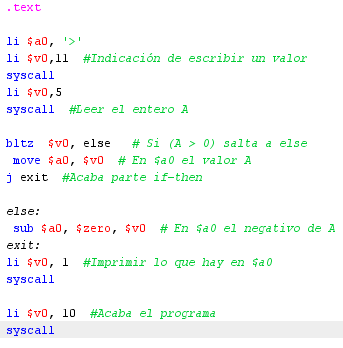 .text
li $a0, '>'
li $v0,11  #Indicación de escribir un valor
syscall
li $v0,5
syscall  #Leer el entero A
bltz  $v0, else   # Si (A > 0) salta a else
move $a0, $v0  # En $a0 el valor A
j exit  #Acaba parte if-then
else:
sub $a0, $zero, $v0  # En $a0 el negativo de A
exit:
li $v0, 1  #Imprimir lo que hay en $a0
syscall
li $v0, 10  #Acaba el programa
syscall